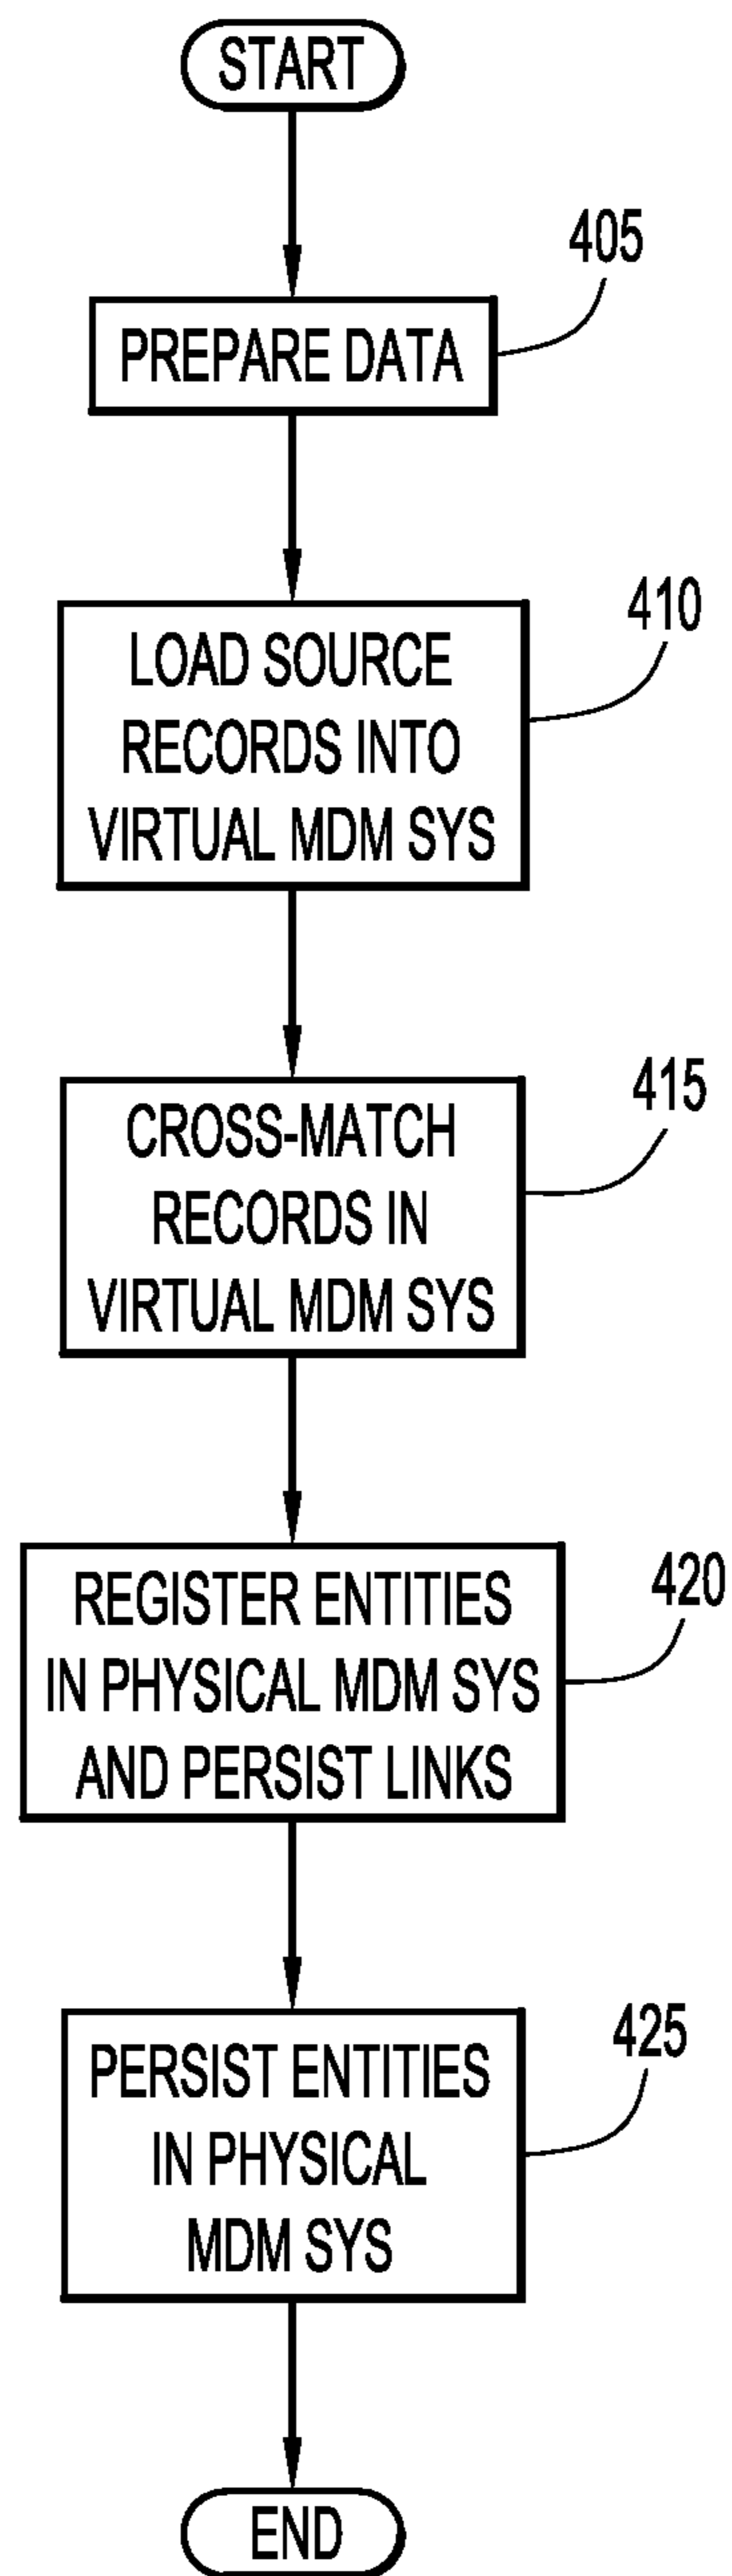 START
405
PREPARE DATA
410
LOAD SOURCE
RECORDS INTO
VIRTUAL MDM SYS
415
CROSS-MATCH
RECORDS IN
VIRTUAL MDM SYS
420
REGISTER ENTITIES
IN PHYSICAL MDM SYS
AND PERSIST LINKS
425
PERSIST ENTITIES
IN PHYSICAL
MDM SYS
END